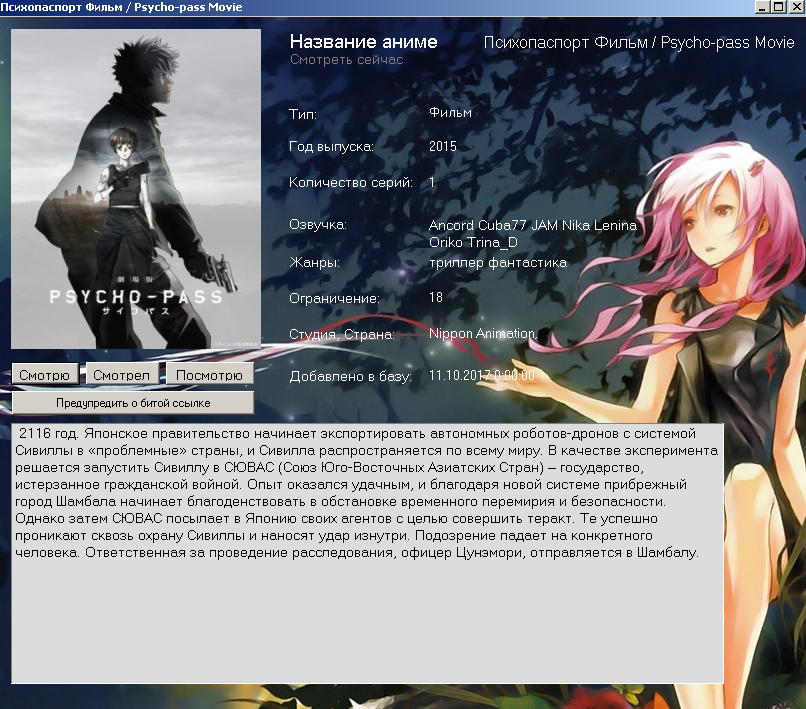 Психопаспорт Фильм / Psycho-pass Movie
Название аниме
Психопаспорт Фильм / Psycho-pass Movie
Смотреть сейчас
Тип:
Фильм
Год выпуска:
2015
Количество серий:
1
Озвучка:
Ancord Cuba77 JAM Nika Lenina
Oriko Trina_D
Жанры:
триллер фантастика
Ограничение:
18
Студия, Страна:
Nippon Animation,
Добавлено в базу:
11.10.2017 0:00:00
劇場版
PSYCHO-PASS
サイコパス
Смотрю
Смотрел
Посмотрю
Предупредить о битой ссылке
2116 год. Японское правительство начинает экспортировать автономных роботов-дронов с системой
Сивиллы в «проблемные» страны, и Сивилла распространяется по всему миру. В качестве эксперимента
решается запустить Сивиллу в СЮВАС (Союз Юго-Восточных Азиатских Стран) – государство,
истерзанное гражданской войной. Опыт оказался удачным, и благодаря новой системе прибрежный
город Шамбала начинает благоденствовать в обстановке временного перемирия и безопасности.
Однако затем СЮВАС посылает в Японию своих агентов с целью совершить теракт. Те успешно
проникают сквозь охрану Сивиллы и наносят удар изнутри. Подозрение падает на конкретного
человека. Ответственная за проведение расследования, офицер Цунэмори, отправляется в Шамбалу.